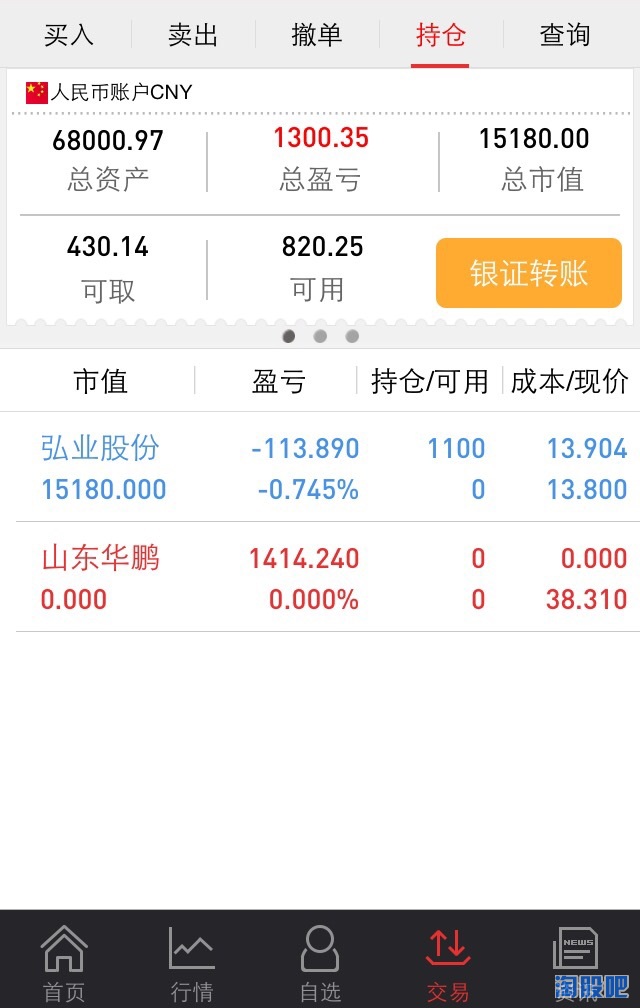 买入 卖出 撤单 持仓 查询
人民币账户CNY
68000.97 1300.35 15180.00
总资产 总盈亏 总市值
430.14 820.25
可取 可用 银证转账
市值 盈亏 持仓/可用 成本/现价
弘业股份 -113.890 1100 13.904
15180.000 -0.745% 0 13.800
山东华鹏 1414.240 0 0.000
0.000 0.000% 0 38.310
NEWS
首页 行情 自选 交易
淘股吧